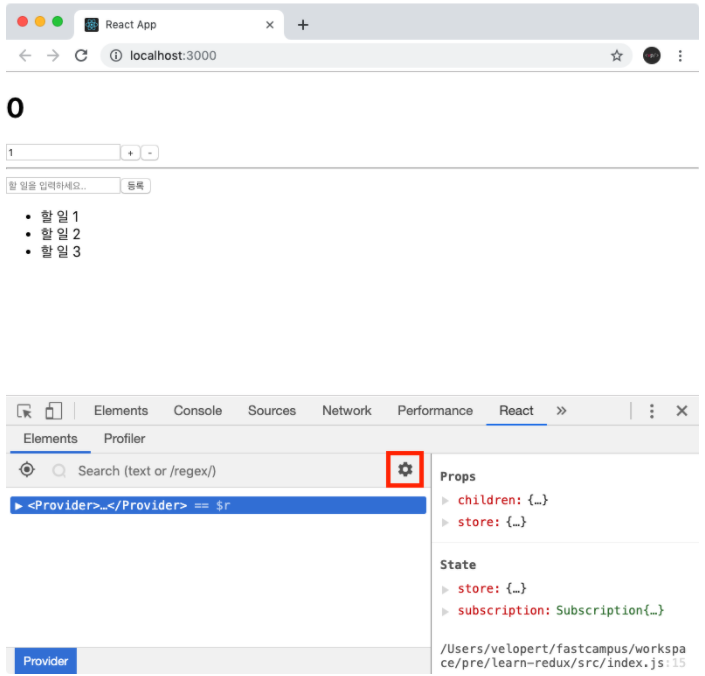 React App
localhost:3000
0
1
+ -
할 일을 입력하세요.. 등록
• 할 일 1
• 할 일 2
• 할 일 3
Elements Console Sources Network Performance React »
Elements Profiler
Search (text or /regex/)
▶ <Provider>…</Provider> == $r
Provider
Props
▶ children: {…}
▶ store: {…}
State
▶ store: {…}
▶ subscription: Subscription{…}
/Users/velopert/fastcampus/workspa
ce/pre/learn-redux/src/index.js:15